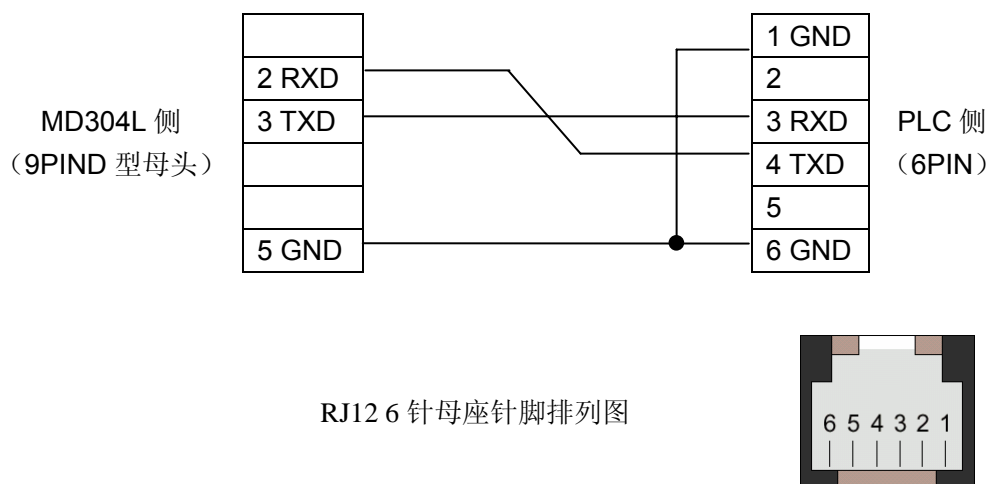 1 GND
2 RXD
2
MD304L 侧
3 TXD
3 RXD
PLC 侧
（9PIND 型母头）
4 TXD
（6PIN）
5
5 GND
6 GND
RJ12 6 针母座针脚排列图
6 5 4 3 2 1